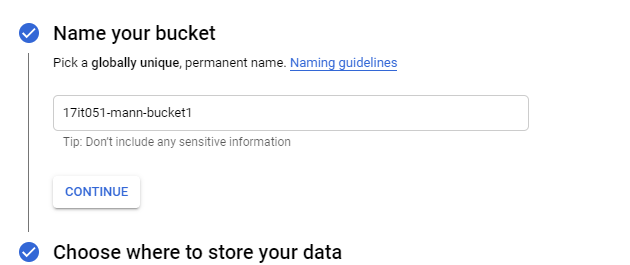 Name your bucket
Pick a globally unique, permanent name. Naming guidelines
17it051-mann-bucket1
Tip: Don't include any sensitive information
CONTINUE
Choose where to store your data